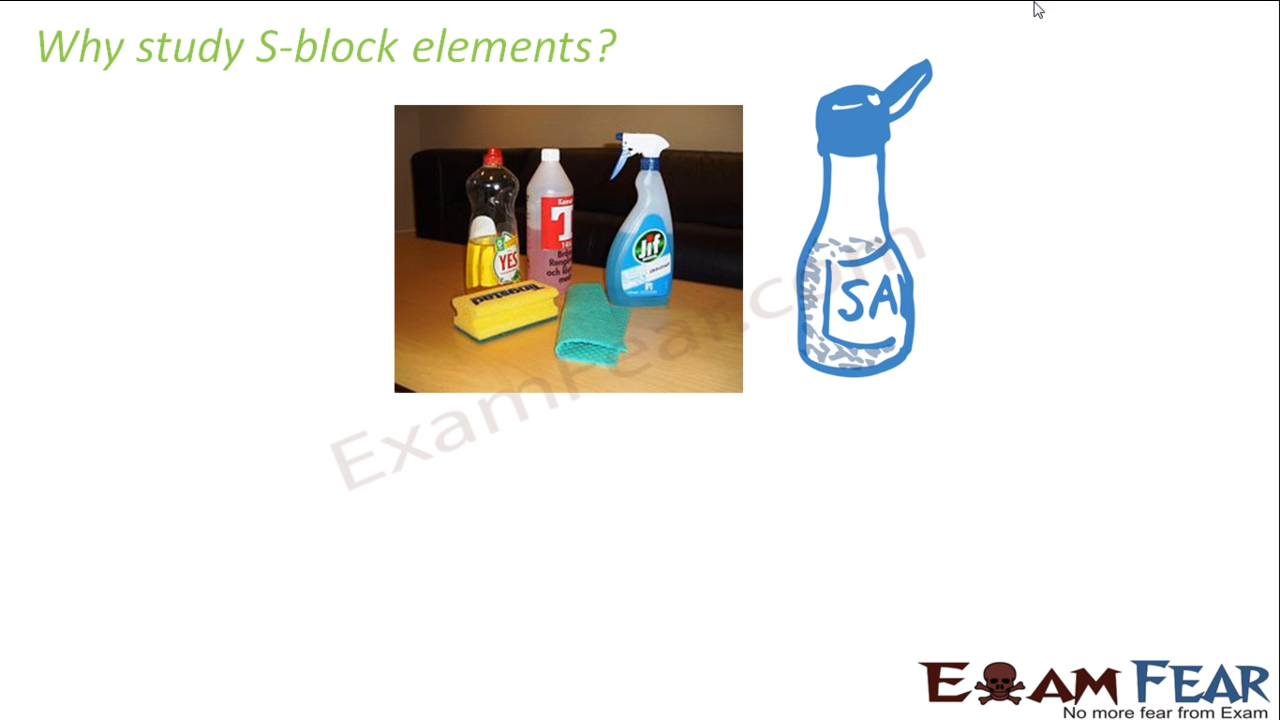 Why study S-block elements?
YES
T
Jif
SA
ExamFear.com
EXAM FEAR
No more fear from Exam